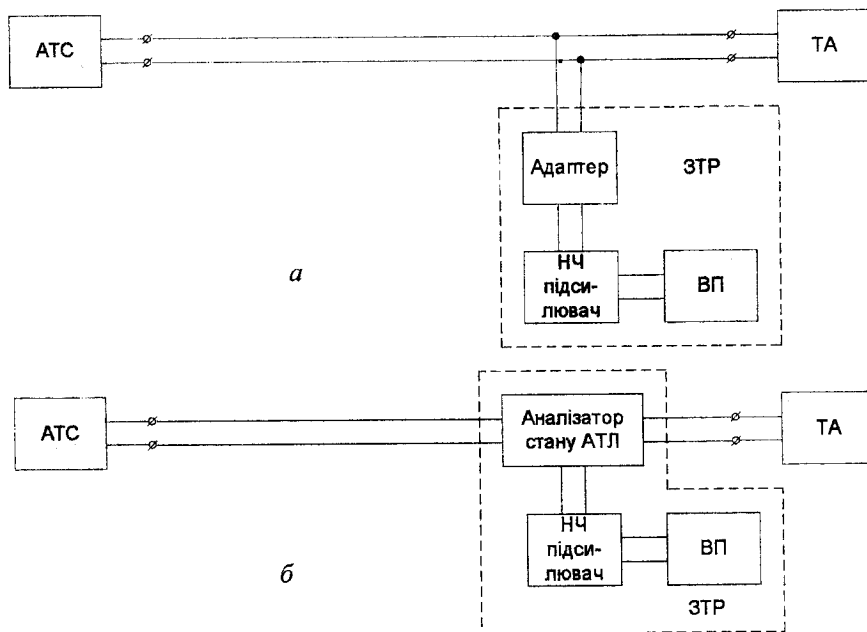 АТС
ТА
Адаптер
ЗТР
НЧ
підси-
лювач
ВП
а
АТС
Аналізатор
стану АТЛ
ТА
НЧ
підси-
лювач
ВП
ЗТР
б